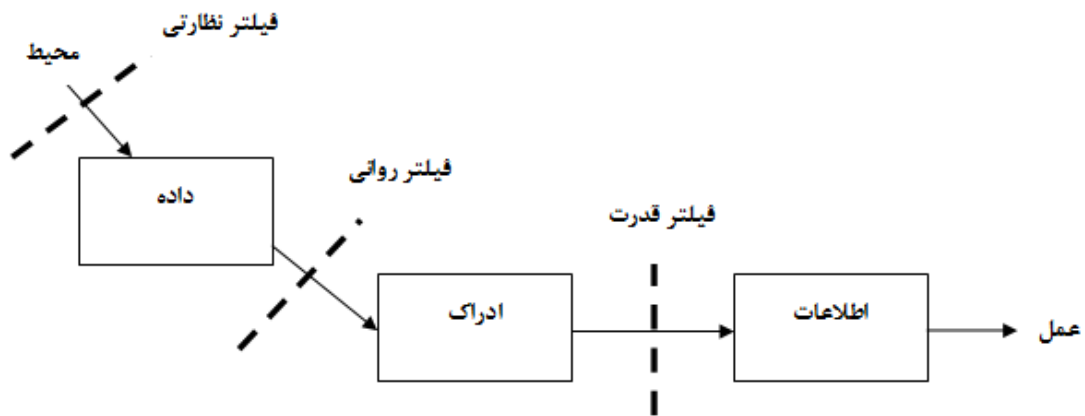 فیلتر نظارتی
محیط
داده
فیلتر روانی
فیلتر قدرت
ادراک
اطلاعات
عمل